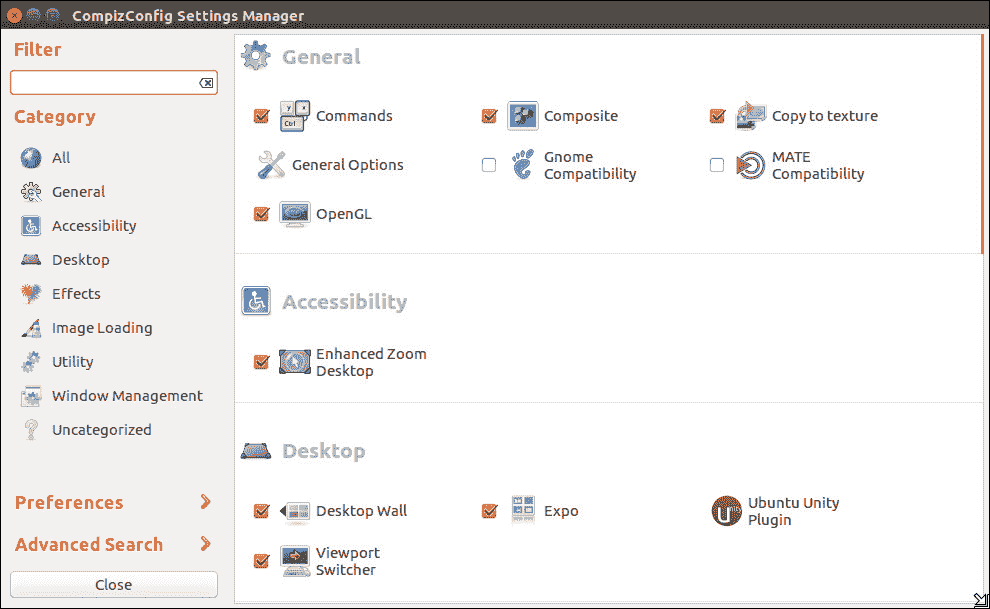 CompizConfig Settings Manager
Filter
Category
All
General
Accessibility
Desktop
Effects
Image Loading
Utility
Window Management
Uncategorized
Preferences
Advanced Search
Close
General
Commands
Composite
Copy to texture
General Options
Gnome
Compatibility
MATE
Compatibility
OpenGL
Accessibility
Enhanced Zoom
Desktop
Desktop
Desktop Wall
Expo
Ubuntu Unity
Plugin
Viewport
Switcher